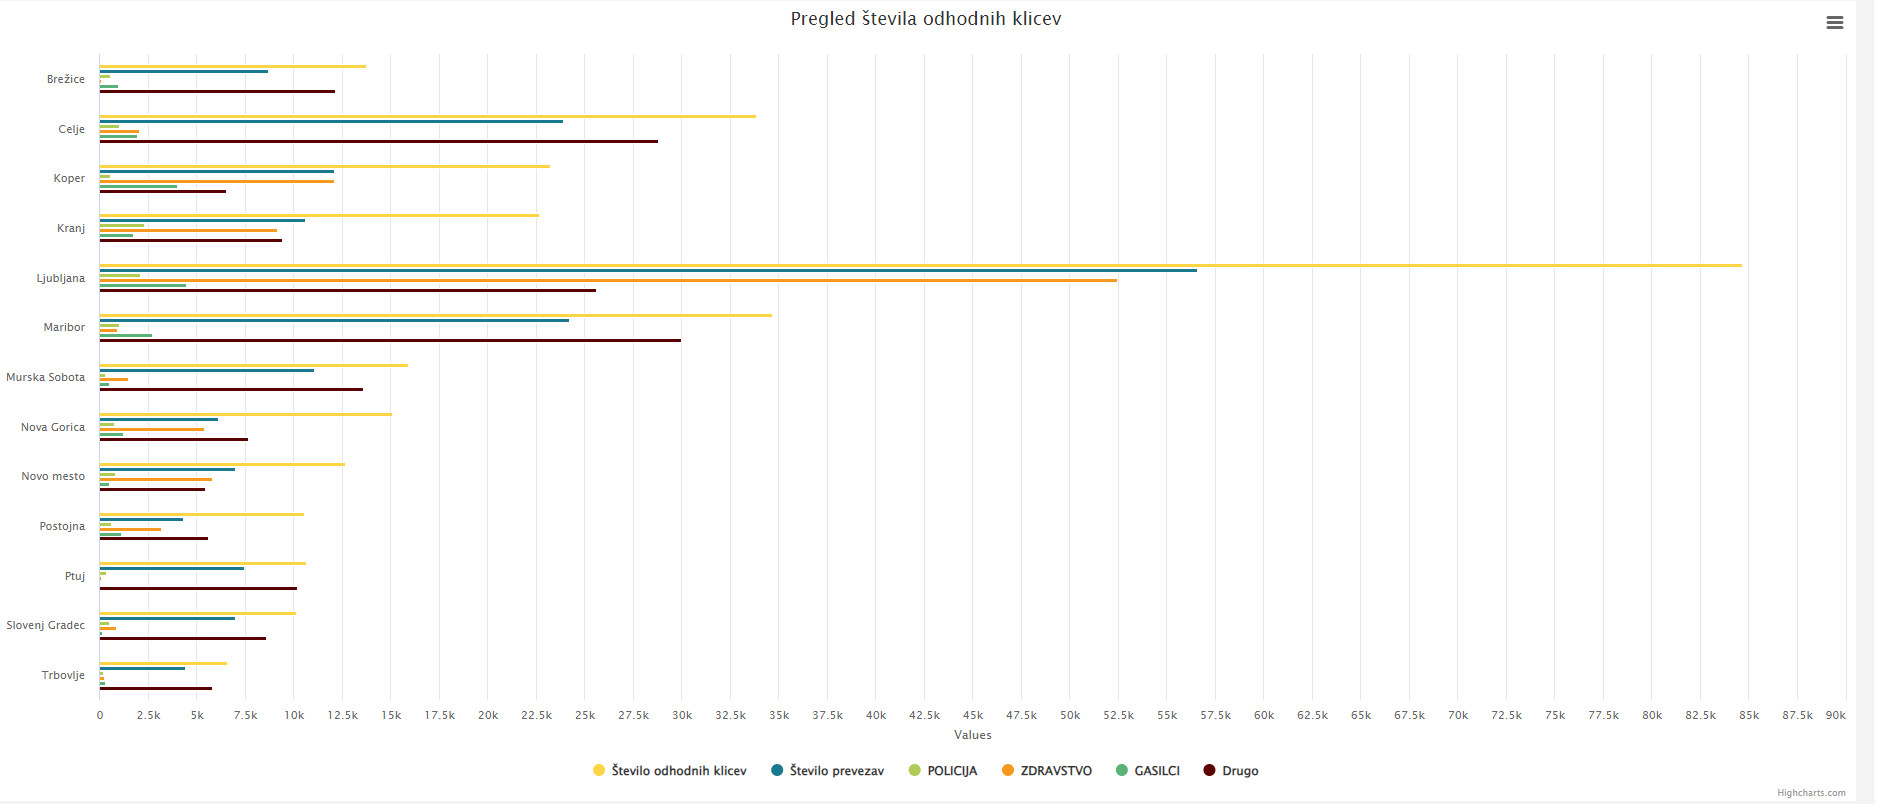 Pregled števila odhodnih klicev
Brežice
Celje
Koper
Kranj
Ljubljana
Maribor
Murska Sobota
Nova Gorica
Novo mesto
Postojna
Ptuj
Slovenj Gradec
Trbovlje
0 2.5k 5k 7.5k 10k 12.5k 15k 17.5k 20k 22.5k 25k 27.5k 30k 32.5k 35k 37.5k 40k 42.5k 45k 47.5k 50k 52.5k 55k 57.5k 60k 62.5k 65k 67.5k 70k 72.5k 75k 77.5k 80k 82.5k 85k 87.5k 90k
Values
Število odhodnih klicev Število prevezav POLICIJA ZDRAVSTVO GASILCI Drugo
Highcharts.com